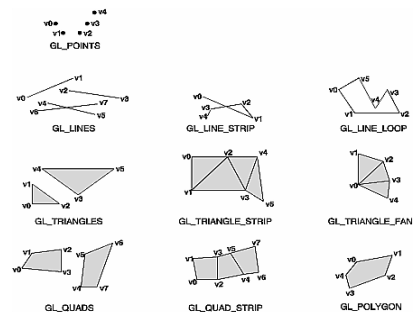 v4
v0
v1 v2
GL_POINTS
v1
v2
v0 v4 v7 v3
v6 v5
GL_LINES
v0
v3 v2
v4 v1
GL_LINE_STRIP
v5
v0 v3
v4
v1 v2
GL_LINE_LOOP
v4 v5
v1
v3
v0 v2
GL_TRIANGLES
v0 v2 v4
v1 v3
v5
GL_TRIANGLE_STRIP
v1 v2
v3
v0
v4
GL_TRIANGLE_FAN
v6
v1 v2 v5
v0 v3
v4 v7
GL_QUADS
v7
v1 v3 v5
v0 v2 v4 v6
GL_QUAD_STRIP
v0 v1
v4
v3 v2
GL_POLYGON